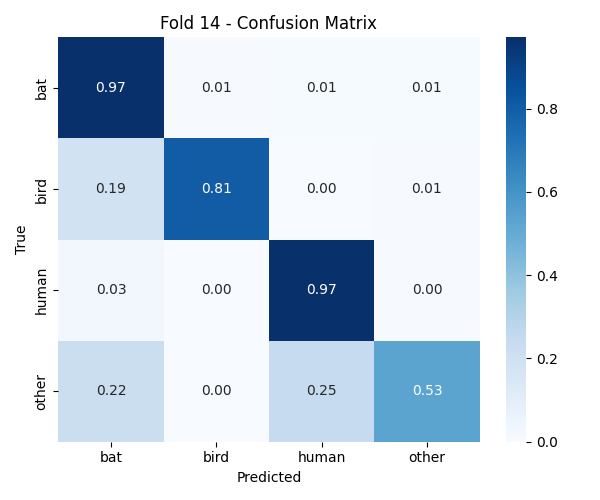 Fold 14 - Confusion Matrix
True
bat
0.97
0.01
0.01
0.01
bird
0.19
0.81
0.00
0.01
human
0.03
0.00
0.97
0.00
other
0.22
0.00
0.25
0.53
bat
bird
human
other
Predicted
0.8
0.6
0.4
0.2
0.0